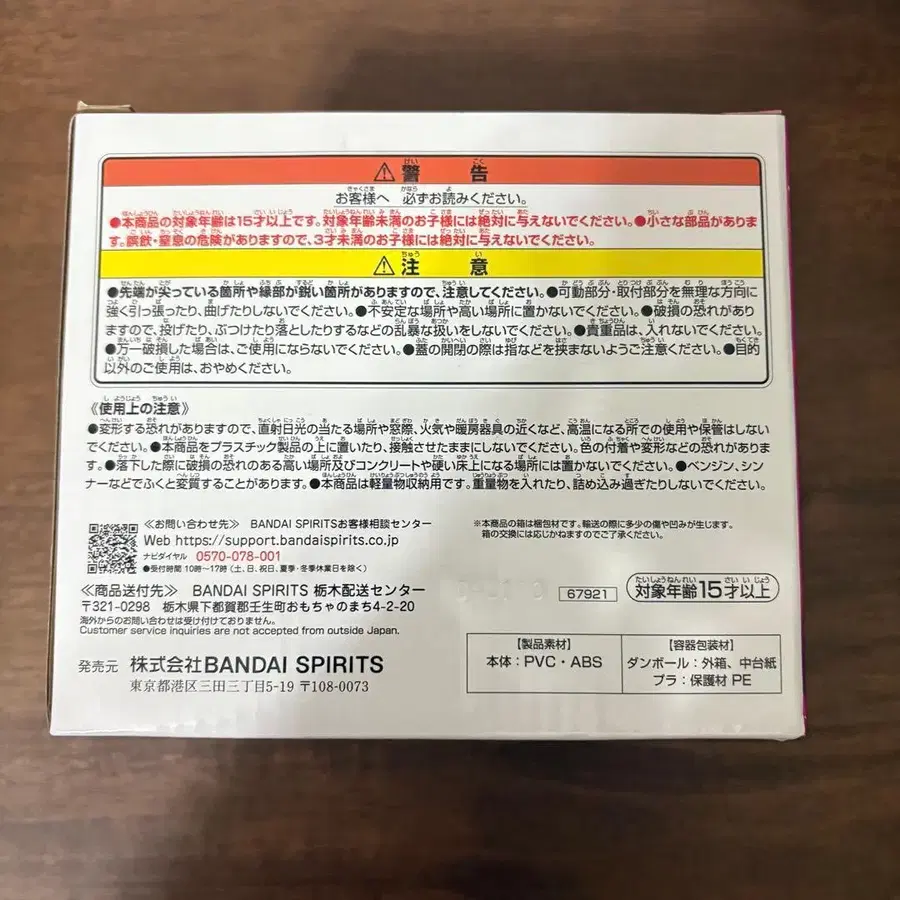 ⚠警告
お客様へ 必ずお読みください。
●本商品の対象年齢は15才以上です。対象年齢未満のお子様には絶対に与えないでください。●小さな部品がありま
す。誤飲・窒息の危険がありますので、3才未満のお子様には絶対に与えないでください。
⚠注意
●先端が尖っている箇所や縁部が鋭い箇所がありますので、注意してください。●可動部分・取付部分を無理な方向に
強く引っ張ったり、曲げたりしないでください。●不安定な場所や高い場所に置かないでください。●破損の恐れがあり
ますので、投げたり、ぶつけたり落としたりするなどの乱暴な扱いをしないでください。●貴重品は、入れないでください。
●万一破損した場合は、ご使用にならないでください。●蓋の開閉の際は指などを挟まないようご注意ください。●目的
以外のご使用は、おやめください。
《使用上の注意》
●変形する恐れがありますので、直射日光の当たる場所や窓際、火気や暖房器具の近くなど、高温になる所での使用や保管はしない
でください。●本商品をプラスチック製品の上に置いたり、接触させたままにしないでください。色の付着や変形などの恐れがありま
す。●落下した際に破損の恐れのある高い場所及びコンクリートや硬い床上になる場所には置かないでください。●ベンジン、シン
ナーなどでふくと変質することがあります。●本商品は軽量物収納用です。重量物を入れたり、詰め込み過ぎたりしないでください。
≪お問い合わせ先≫ BANDAI SPIRITSお客様相談センター
Web https://support.bandaispirits.co.jp
ナビダイヤル 0570-078-001
●受付時間 10時〜17時(土、日、祝日、夏季・冬季休業日を除く)
※本商品の箱は梱包材です。輸送の際に多少の傷や凹みが生じます。
箱の交換には応じかねますのでご了承ください。
≪商品送付先≫ BANDAI SPIRITS 栃木配送センター
〒321-0298 栃木県下都賀郡壬生町おもちゃのまち4-2-20
海外からのお問い合わせは受け付けておりません。
Customer service inquiries are not accepted from outside Japan.
67921
対象年齢15才以上
発売元 株式会社BANDAI SPIRITS
東京都港区三田三丁目5-19 〒108-0073
【製品素材】
本体：PVC・ABS
【容器包装材】
ダンボール：外箱、中台紙
プラ：保護材 PE